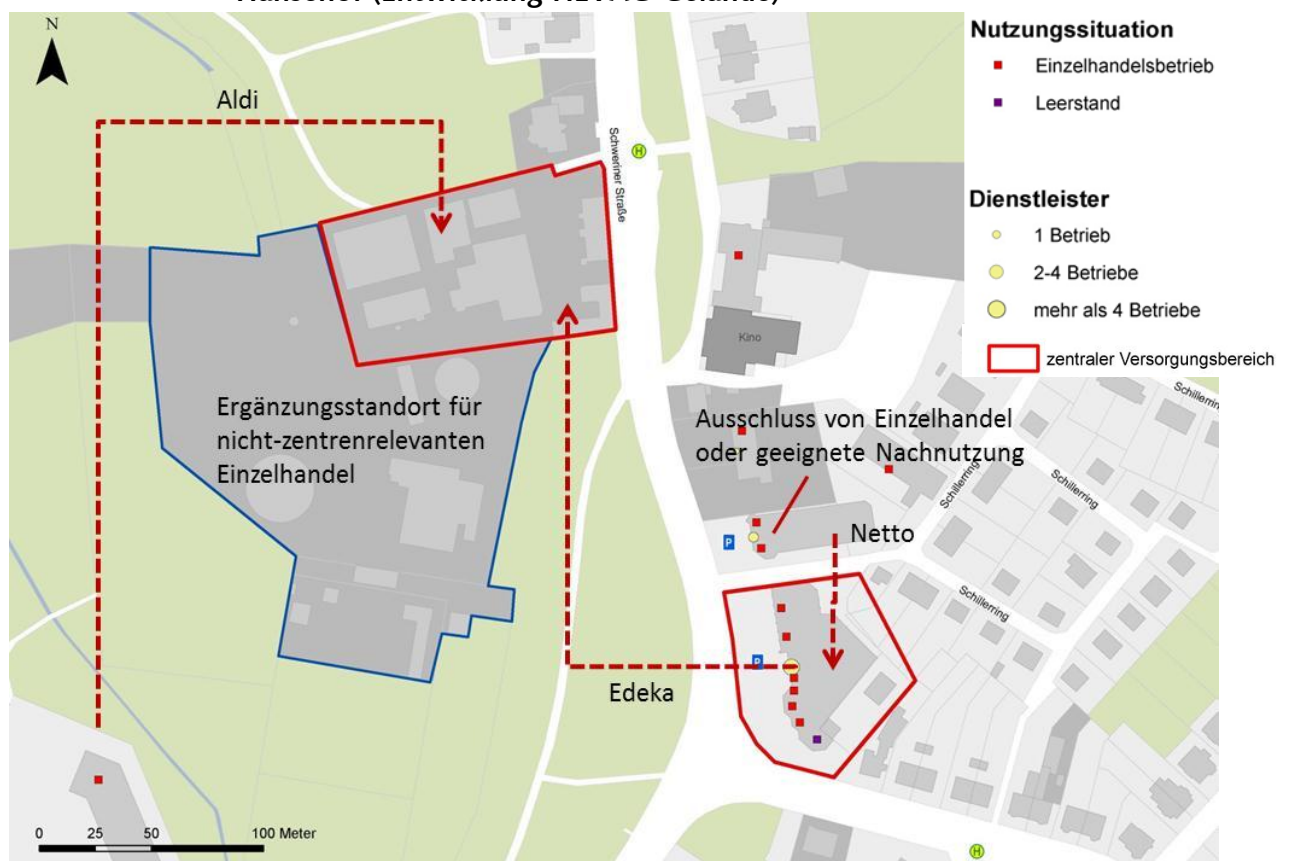 N
Aldi
Schweriner Straße
H
Kino
Ergänzungsstandort für
nicht-zentrenrelevanten
Einzelhandel
Ausschluss von Einzelhandel
oder geeignete Nachnutzung
Netto
P
P
Edeka
Schillerring
Schillerring
Schillerring
H
0 25 50 100 Meter
Nutzungssituation
Einzelhandelsbetrieb
Leerstand
Dienstleister
1 Betrieb
2-4 Betriebe
mehr als 4 Betriebe
zentraler Versorgungsbereich